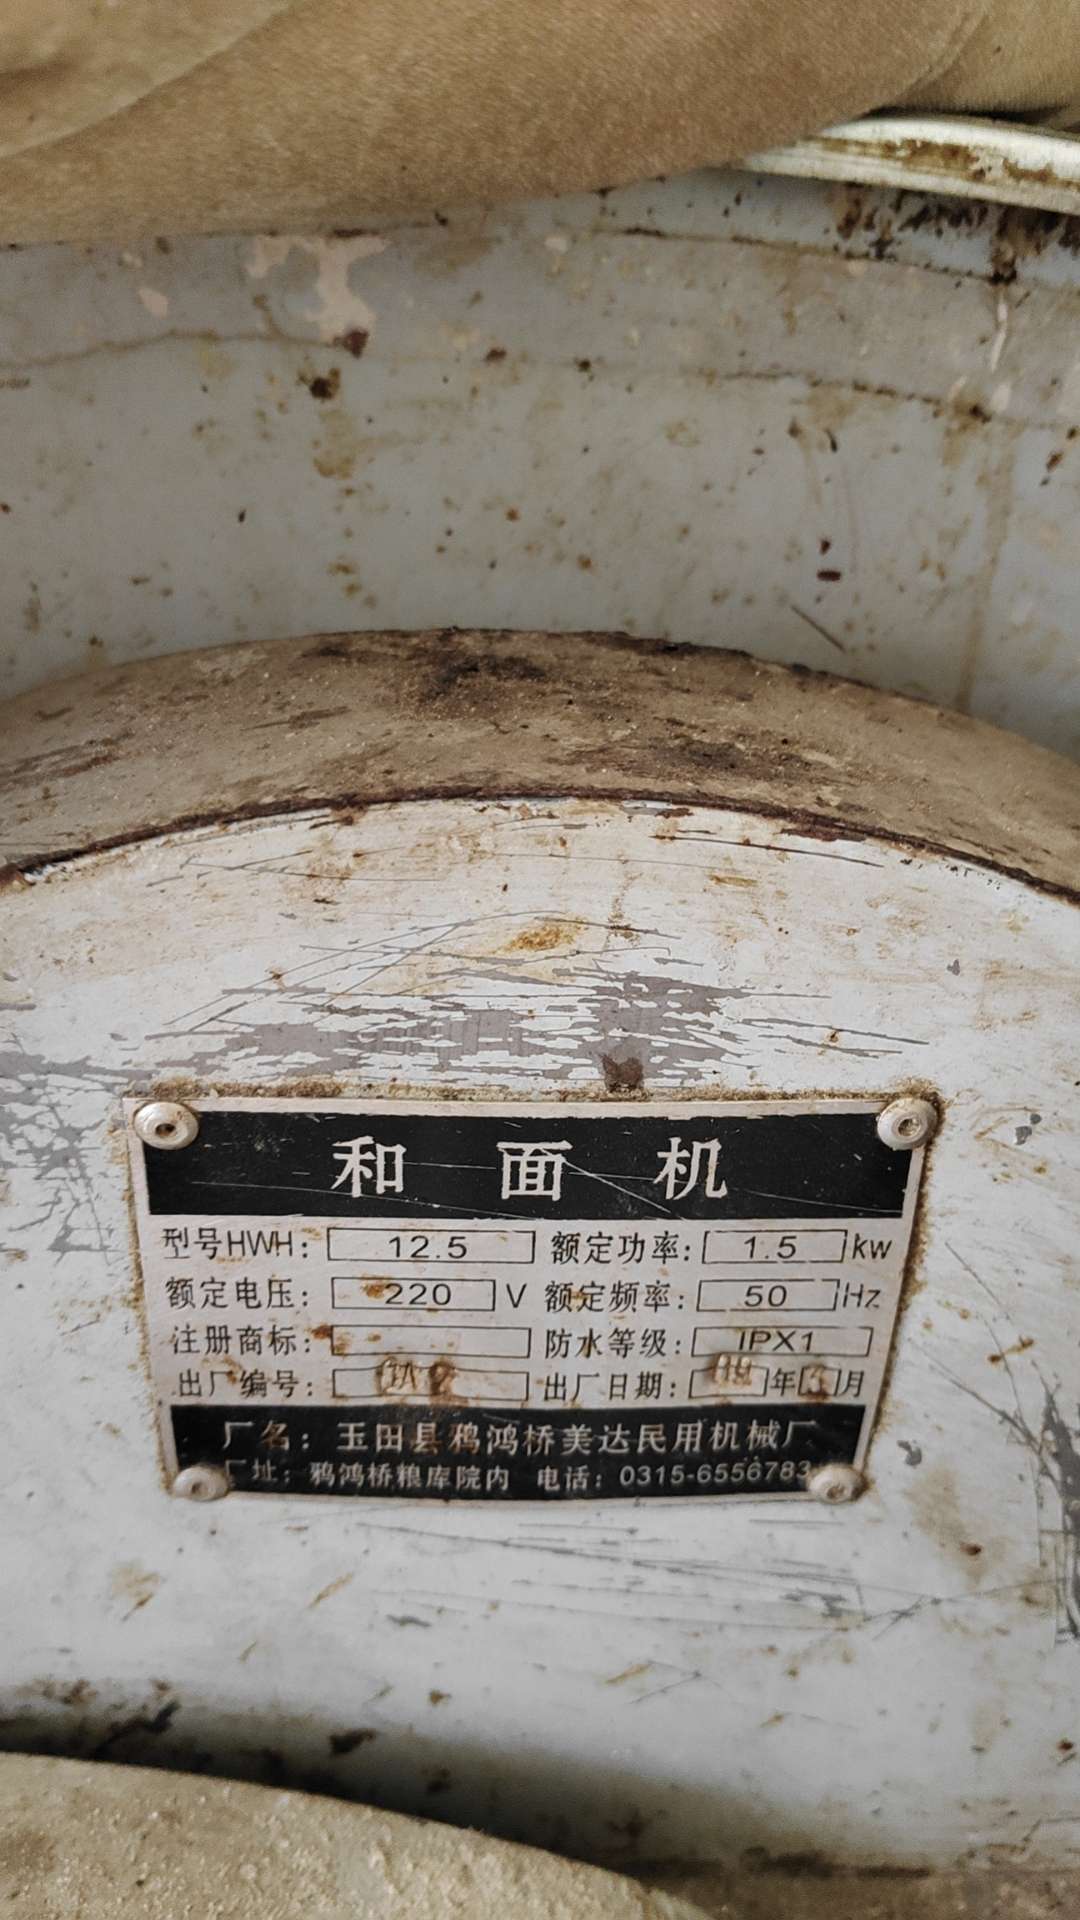 和面机
型号HWH: 12.5 额定功率: 1.5 kw
额定电压: 220 V 额定频率: 50 Hz
注册商标: 防水等级: IPX1
出厂编号: 出厂日期: 年 月
厂名: 玉田县鸦鸿桥美达民用机械厂
厂址: 鸦鸿桥粮库院内 电话: 0315-6556783